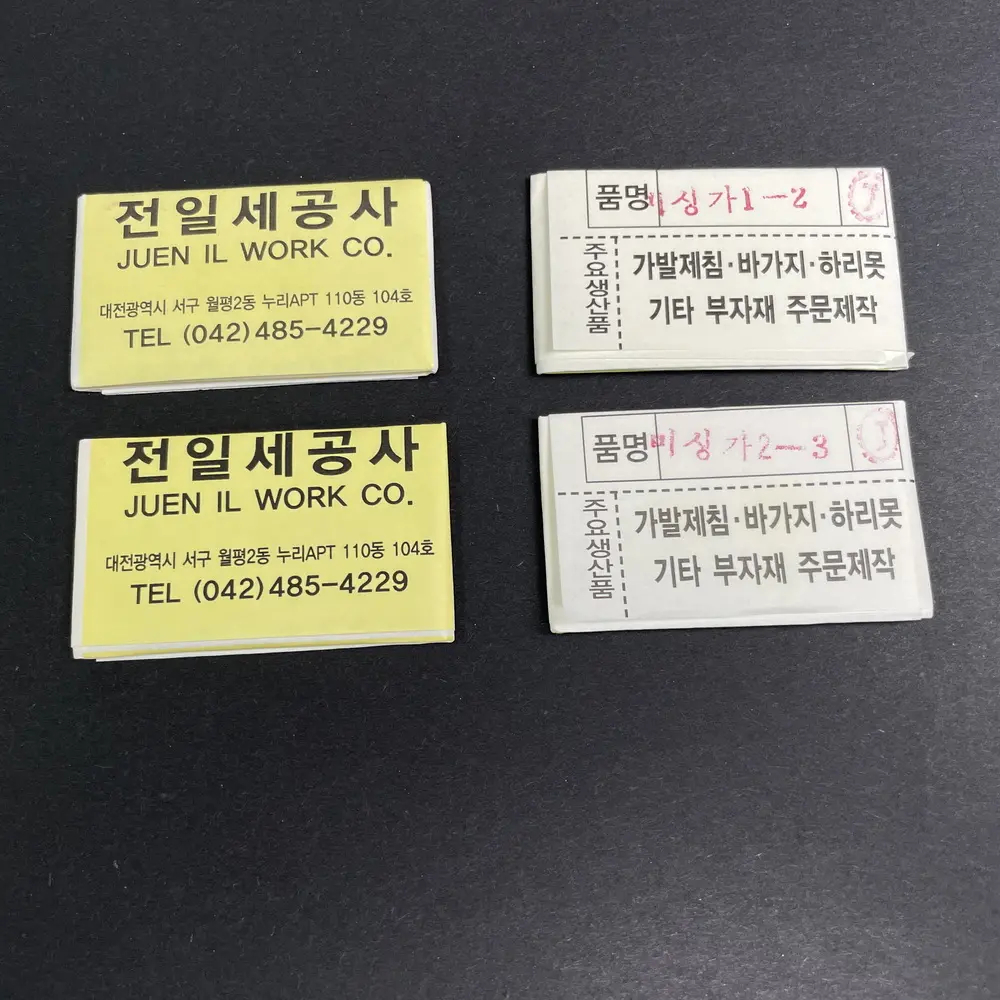 전일세공사
JUEN IL WORK CO.
대전광역시 서구 월평2동 누리APT 110동 104호
TEL (042)485-4229
품명 미싱 가1-2 J
주요생산품
가발제침·바가지·하리못
기타 부자재 주문제작
전일세공사
JUEN IL WORK CO.
대전광역시 서구 월평2동 누리APT 110동 104호
TEL (042)485-4229
품명 미싱 가2-3 J
주요생산품
가발제침·바가지·하리못
기타 부자재 주문제작